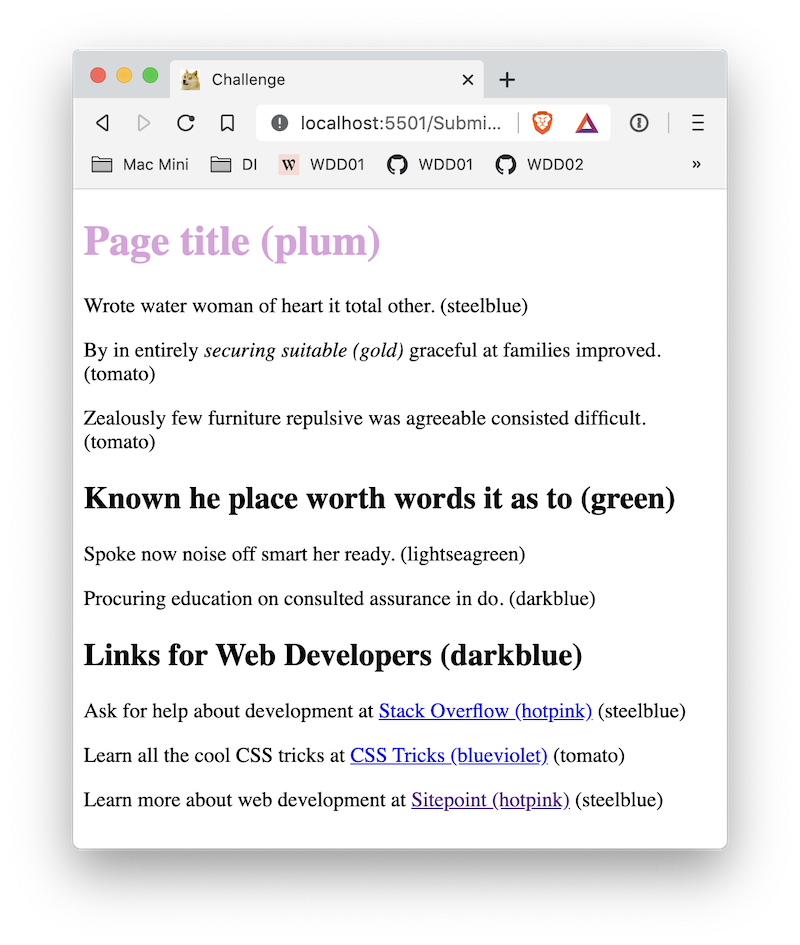 Challenge
localhost:5501/Submi...
Mac Mini DI W WDD01 WDD01 WDD02 »
Page title (plum)
Wrote water woman of heart it total other. (steelblue)
By in entirely securing suitable (gold) graceful at families improved.
(tomato)
Zealously few furniture repulsive was agreeable consisted difficult.
(tomato)
Known he place worth words it as to (green)
Spoke now noise off smart her ready. (lightseagreen)
Procuring education on consulted assurance in do. (darkblue)
Links for Web Developers (darkblue)
Ask for help about development at Stack Overflow (hotpink) (steelblue)
Learn all the cool CSS tricks at CSS Tricks (blueviolet) (tomato)
Learn more about web development at Sitepoint (hotpink) (steelblue)